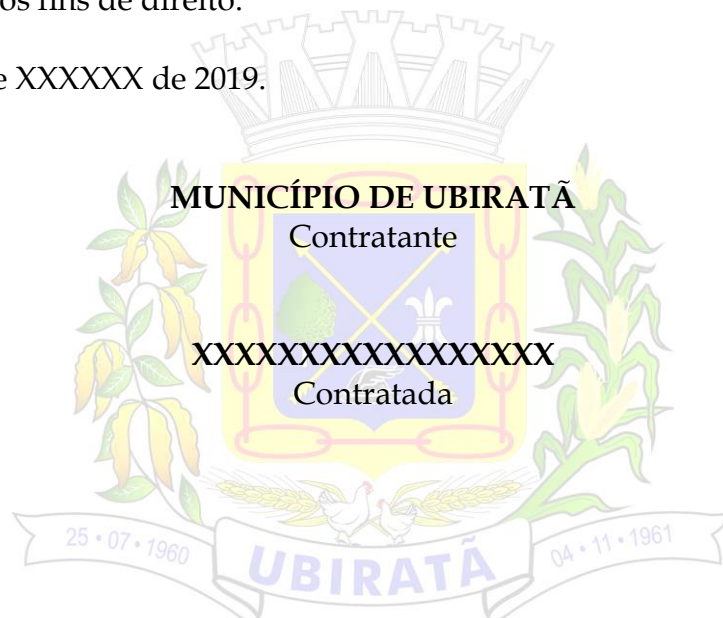 os fins de direito.
e XXXXXX de 2019.
MUNICÍPIO DE UBIRATÃ
Contratante
XXXXXXXXXXXXXXXXX
Contratada
25 • 07 • 1960
UBIRATÃ
04 • 11 • 1961